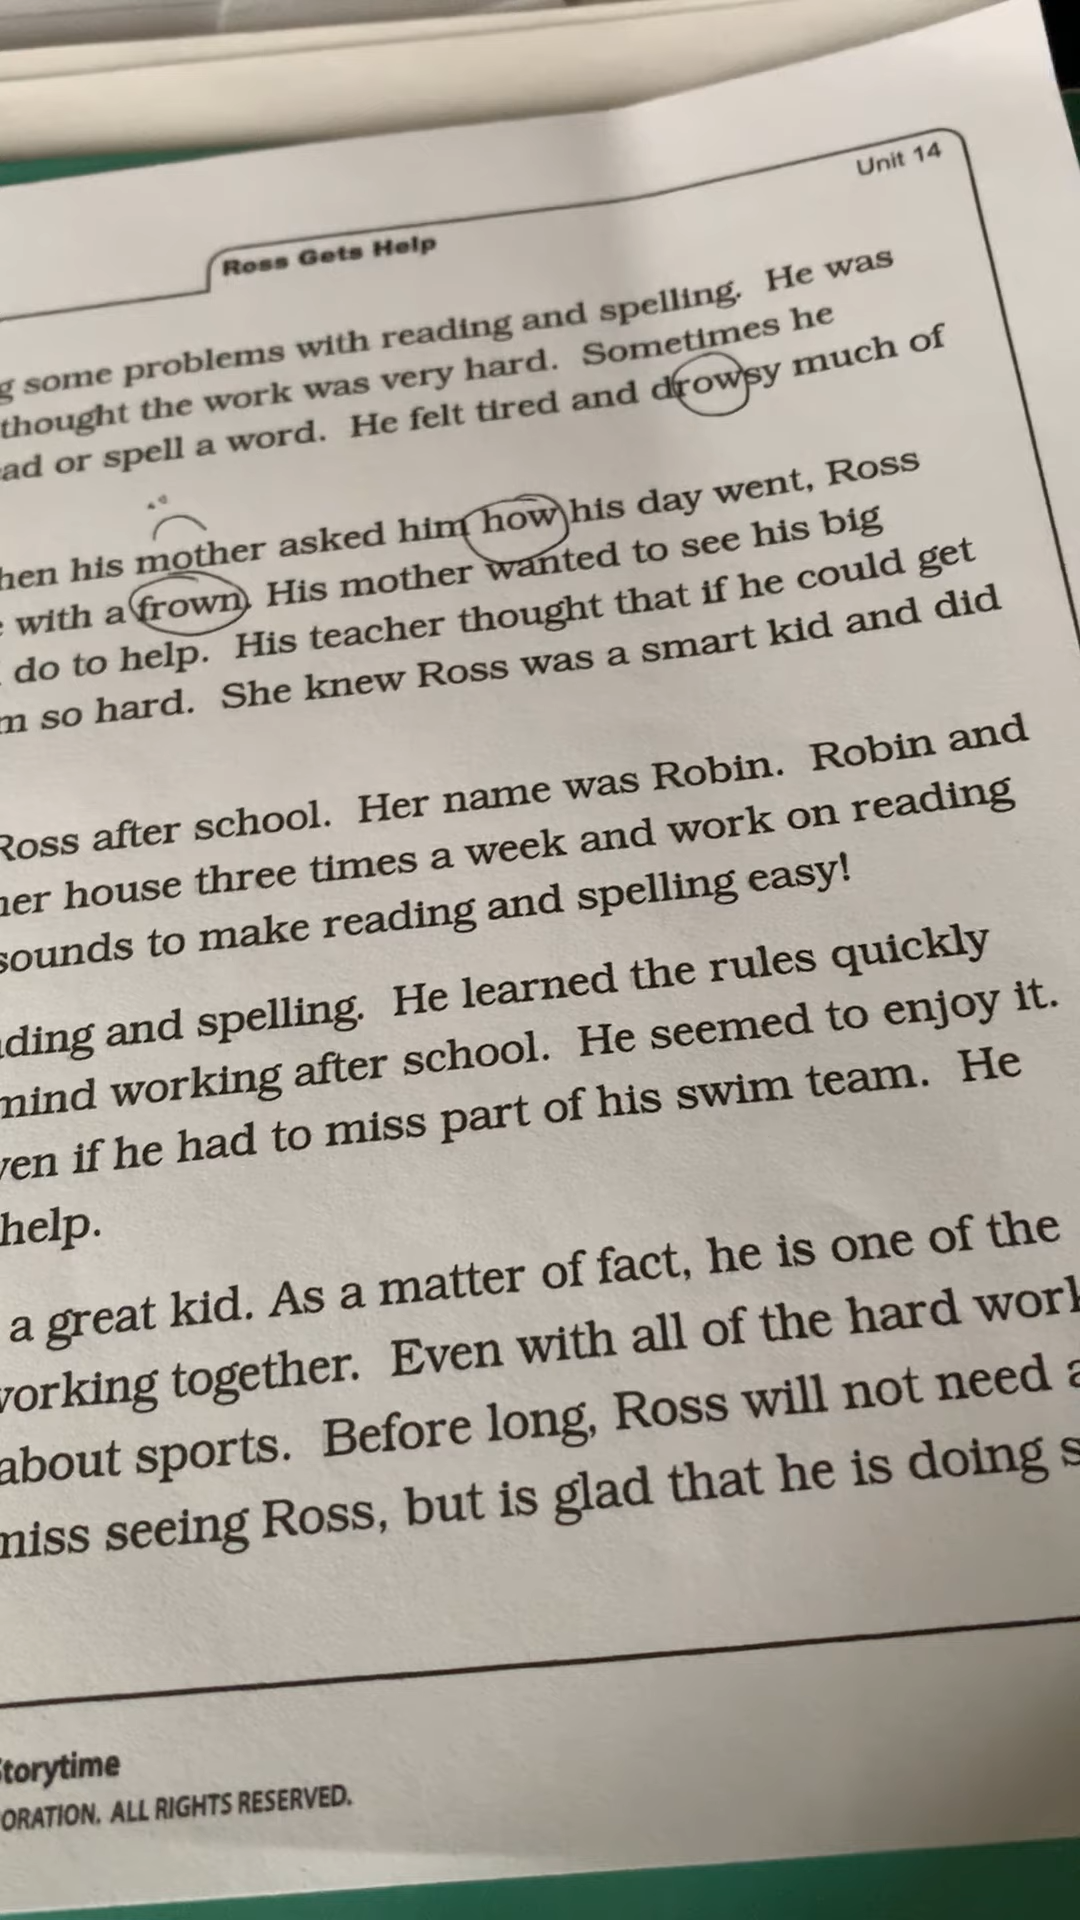 Unit 14
Ross Gets Help
some problems with reading and spelling. He was
thought the work was very hard. Sometimes he
or spell a word. He felt tired and drowsy much of
his mother asked him how his day went, Ross
with a frown. His mother wanted to see his big
do to help. His teacher thought that if he could get
so hard. She knew Ross was a smart kid and did
Ross after school. Her name was Robin. Robin and
house three times a week and work on reading
sounds to make reading and spelling easy!
and spelling. He learned the rules quickly
mind working after school. He seemed to enjoy it.
if he had to miss part of his swim team. He
help.
a great kid. As a matter of fact, he is one of the
working together. Even with all of the hard work
about sports. Before long, Ross will not need
miss seeing Ross, but is glad that he is doing
Storytime
ORATION. ALL RIGHTS RESERVED.